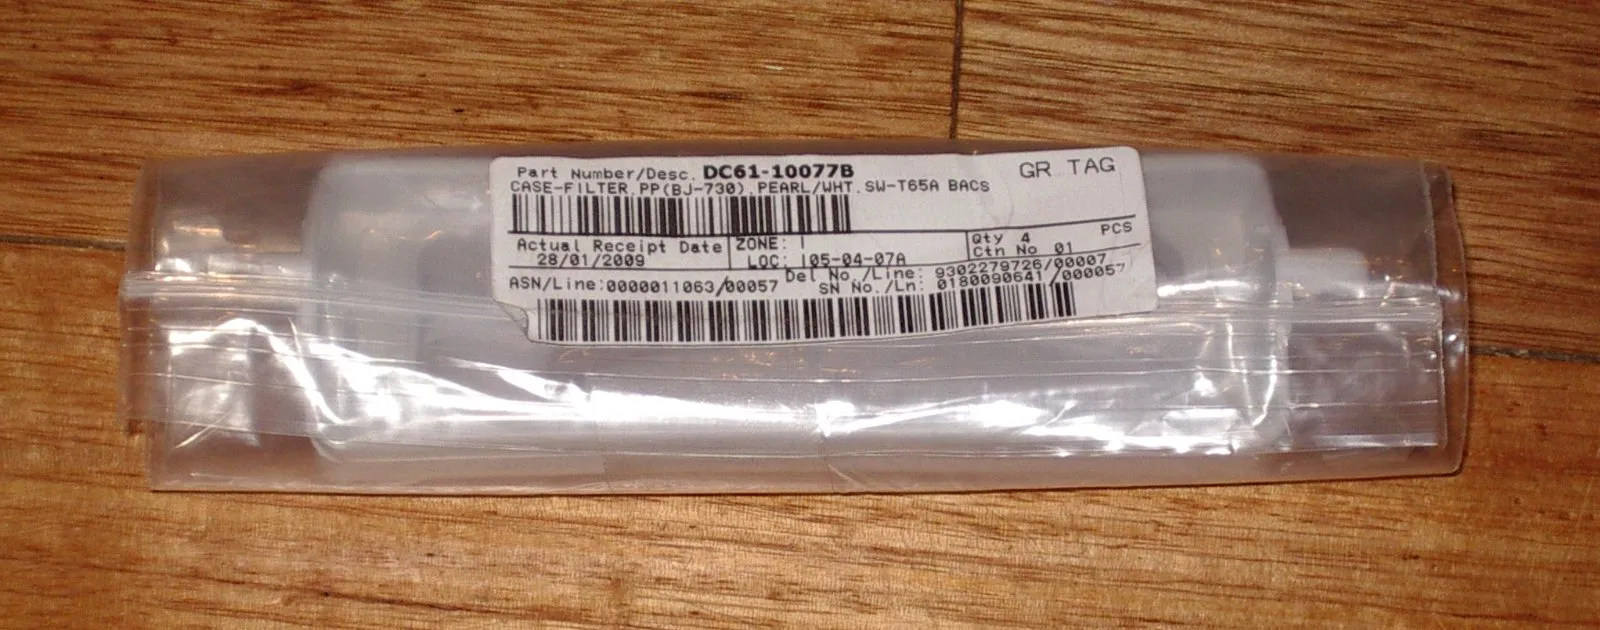 Part Number/Desc. DC61-10077B GR TAG
CASE-FILTER,PP(BJ-730),PEARL/WHT,SW-T65A BACS
Actual Receipt Date ZONE: I Qty 4 PCS
28/01/2009 LOC: I05-04-07A Ctn No 01
ASN/Line:0000011063/00057 Del No./Line: 9302279726/00007
SN No./Ln: 0180090641/000057